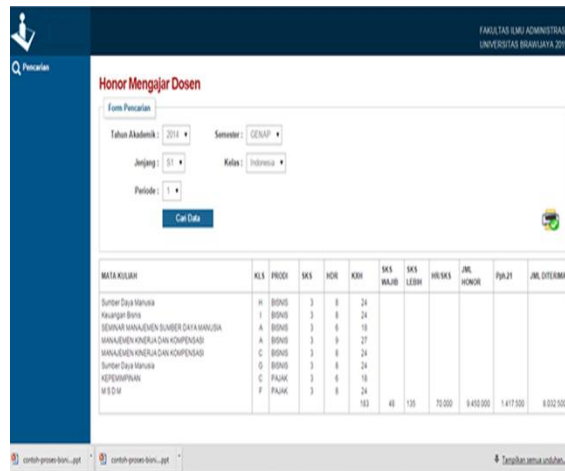 FAKULTAS ILMU ADMINISTRAS
UNIVERSITAS BRAWIJAYA 201
Pencarian
Honor Mengajar Dosen
Form Pencarian
Tahun Akademik : 2014 Semester : GENAP
Jenjang : S1 Kelas : Indonesia
Periode : 1
Cari Data
MATA KULIAH KLS PRODI SKS HDR KXH SKS WAJIB SKS LEBIH HR/SKS JML HONOR Pph.21 JML DITERIMA
Sumber Daya Manusia H BISNIS 3 8 24
Keuangan Bisnis I BISNIS 3 8 24
SEMINAR MANAJEMEN SUMBER DAYA MANUSIA A BISNIS 3 6 18
MANAJEMEN KINERJA DAN KOMPENSASI A BISNIS 3 9 27
MANAJEMEN KINERJA DAN KOMPENSASI C BISNIS 3 8 24
Sumber Daya Manusia G BISNIS 3 8 24
KEPEMIMPINAN C PAJAK 3 6 18
M S D M F PAJAK 3 8 24
183 48 135 70.000 9.450.000 1.417.500 8.032.500
contoh-proses-bisni....ppt contoh-proses-bisni....ppt Tampilkan semua unduhan...